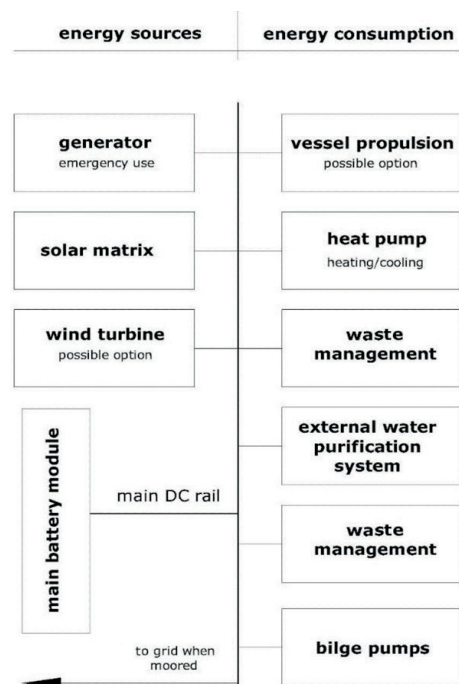 energy sources
energy consumption
generator
emergency use
vessel propulsion
possible option
solar matrix
heat pump
heating/cooling
wind turbine
possible option
waste
management
main battery module
main DC rail
external water
purification
system
waste
management
to grid when
moored
bilge pumps